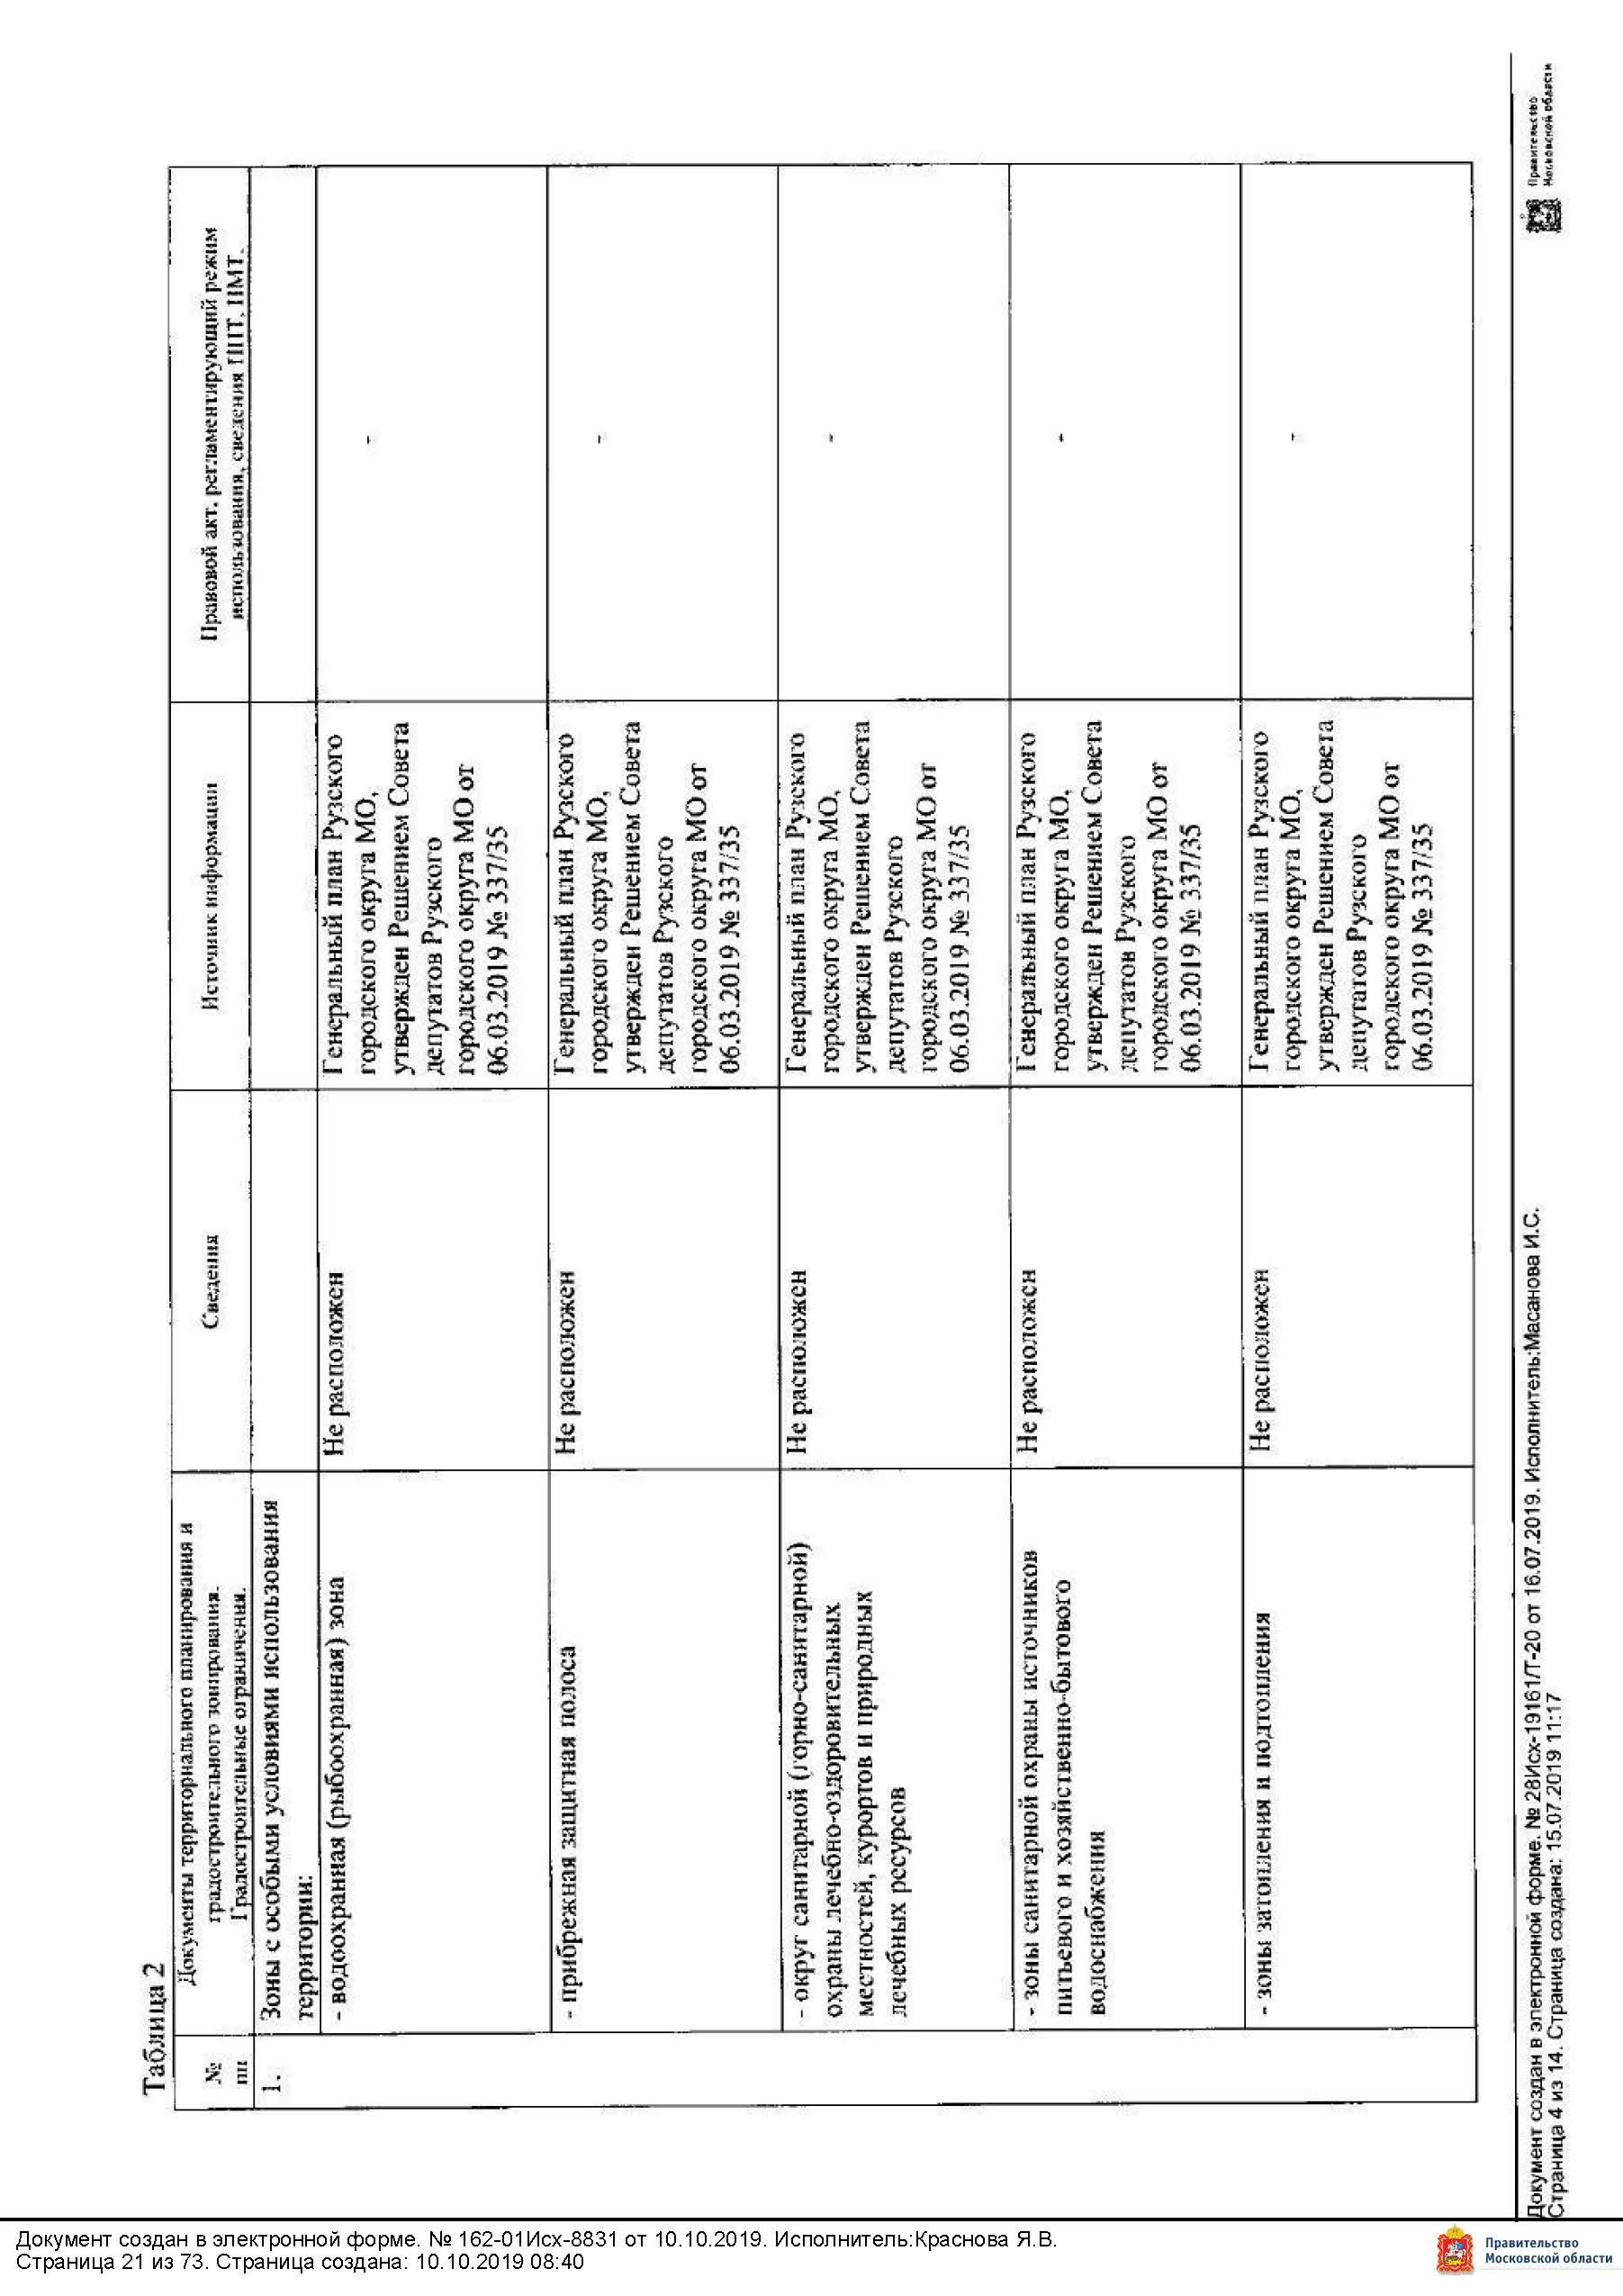 Таблица 2
№
пп
Документы территориального планирования и
градостроительного зонирования.
Градостроительные ограничения.
Сведения
Источник информации
Правовой акт, регламентирующий режим
использования, сведения ППТ, ПМТ.
1.
Зоны с особыми условиями использования
территории:
- водоохранная (рыбоохранная) зона
Не расположен
Генеральный план Рузского
городского округа МО,
утвержден Решением Совета
депутатов Рузского
городского округа МО от
06.03.2019 № 337/35
-
- прибрежная защитная полоса
Не расположен
Генеральный план Рузского
городского округа МО,
утвержден Решением Совета
депутатов Рузского
городского округа МО от
06.03.2019 № 337/35
-
- округ санитарной (горно-санитарной)
охраны лечебно-оздоровительных
местностей, курортов и природных
лечебных ресурсов
Не расположен
Генеральный план Рузского
городского округа МО,
утвержден Решением Совета
депутатов Рузского
городского округа МО от
06.03.2019 № 337/35
-
- зоны санитарной охраны источников
питьевого и хозяйственно-бытового
водоснабжения
Не расположен
Генеральный план Рузского
городского округа МО,
утвержден Решением Совета
депутатов Рузского
городского округа МО от
06.03.2019 № 337/35
-
- зоны затопления и подтопления
Не расположен
Генеральный план Рузского
городского округа МО,
утвержден Решением Совета
депутатов Рузского
городского округа МО от
06.03.2019 № 337/35
-
Документ создан в электронной форме. № 28Исх-19161/Т-20 от 16.07.2019. Исполнитель:Масанова И.С.
Страница 4 из 14. Страница создана: 15.07.2019 11:17
Правительство
Московской области
Документ создан в электронной форме. № 162-01Исх-8831 от 10.10.2019. Исполнитель:Краснова Я.В.
Страница 21 из 73. Страница создана: 10.10.2019 08:40
Правительство
Московской области